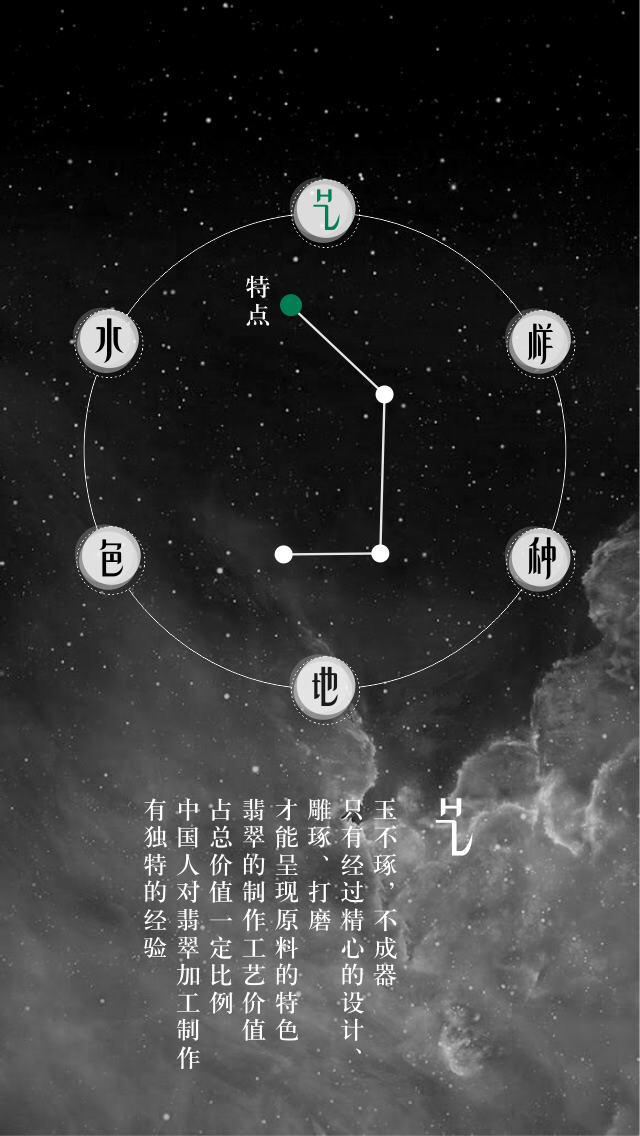 艺
特点
水
样
色
种
地
艺
玉不琢，不成器
只有经过精心的设计、
雕琢、打磨
才能呈现原料的特色
翡翠的制作工艺价值
占总价值一定比例
中国人对翡翠加工制作
有独特的经验